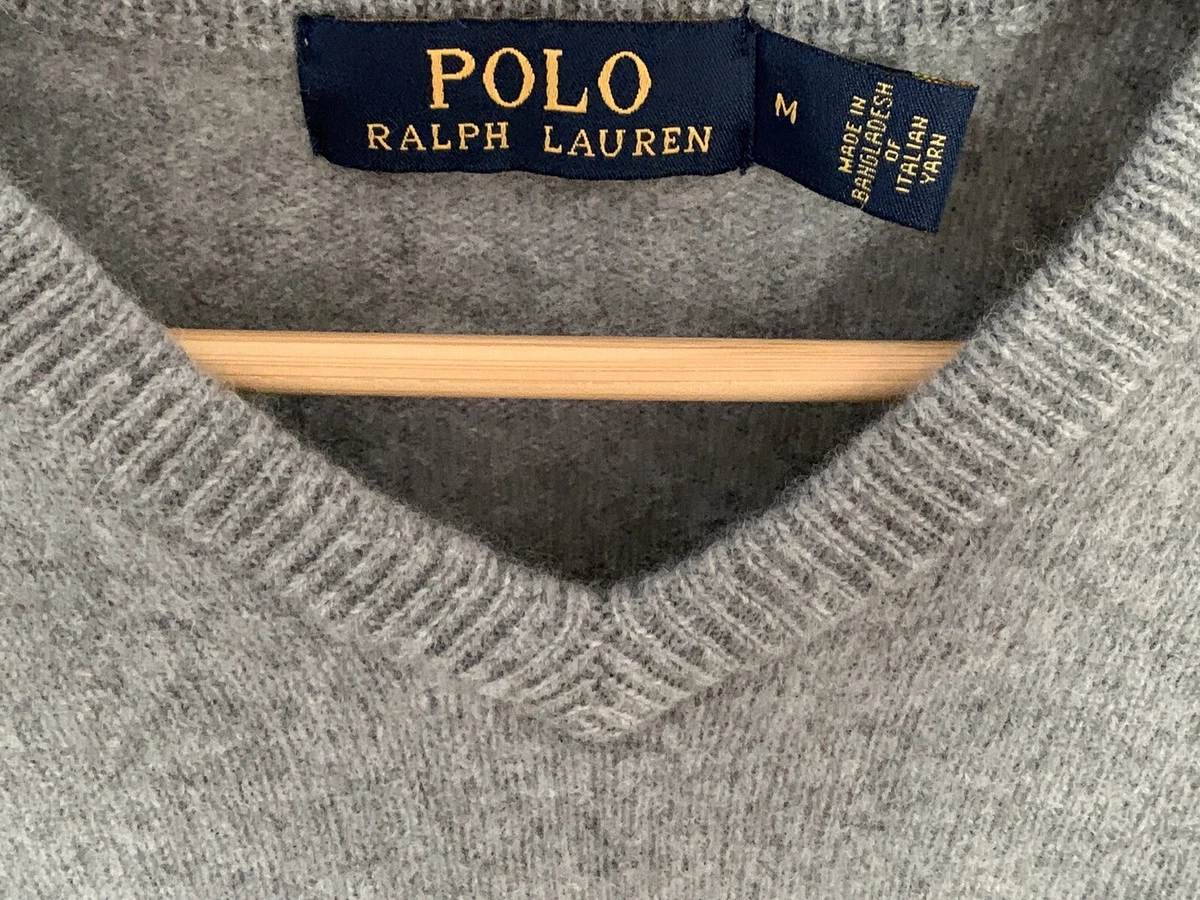 POLO
RALPH LAUREN
M
MADE IN
BANGLADESH
OF
ITALIAN
YARN